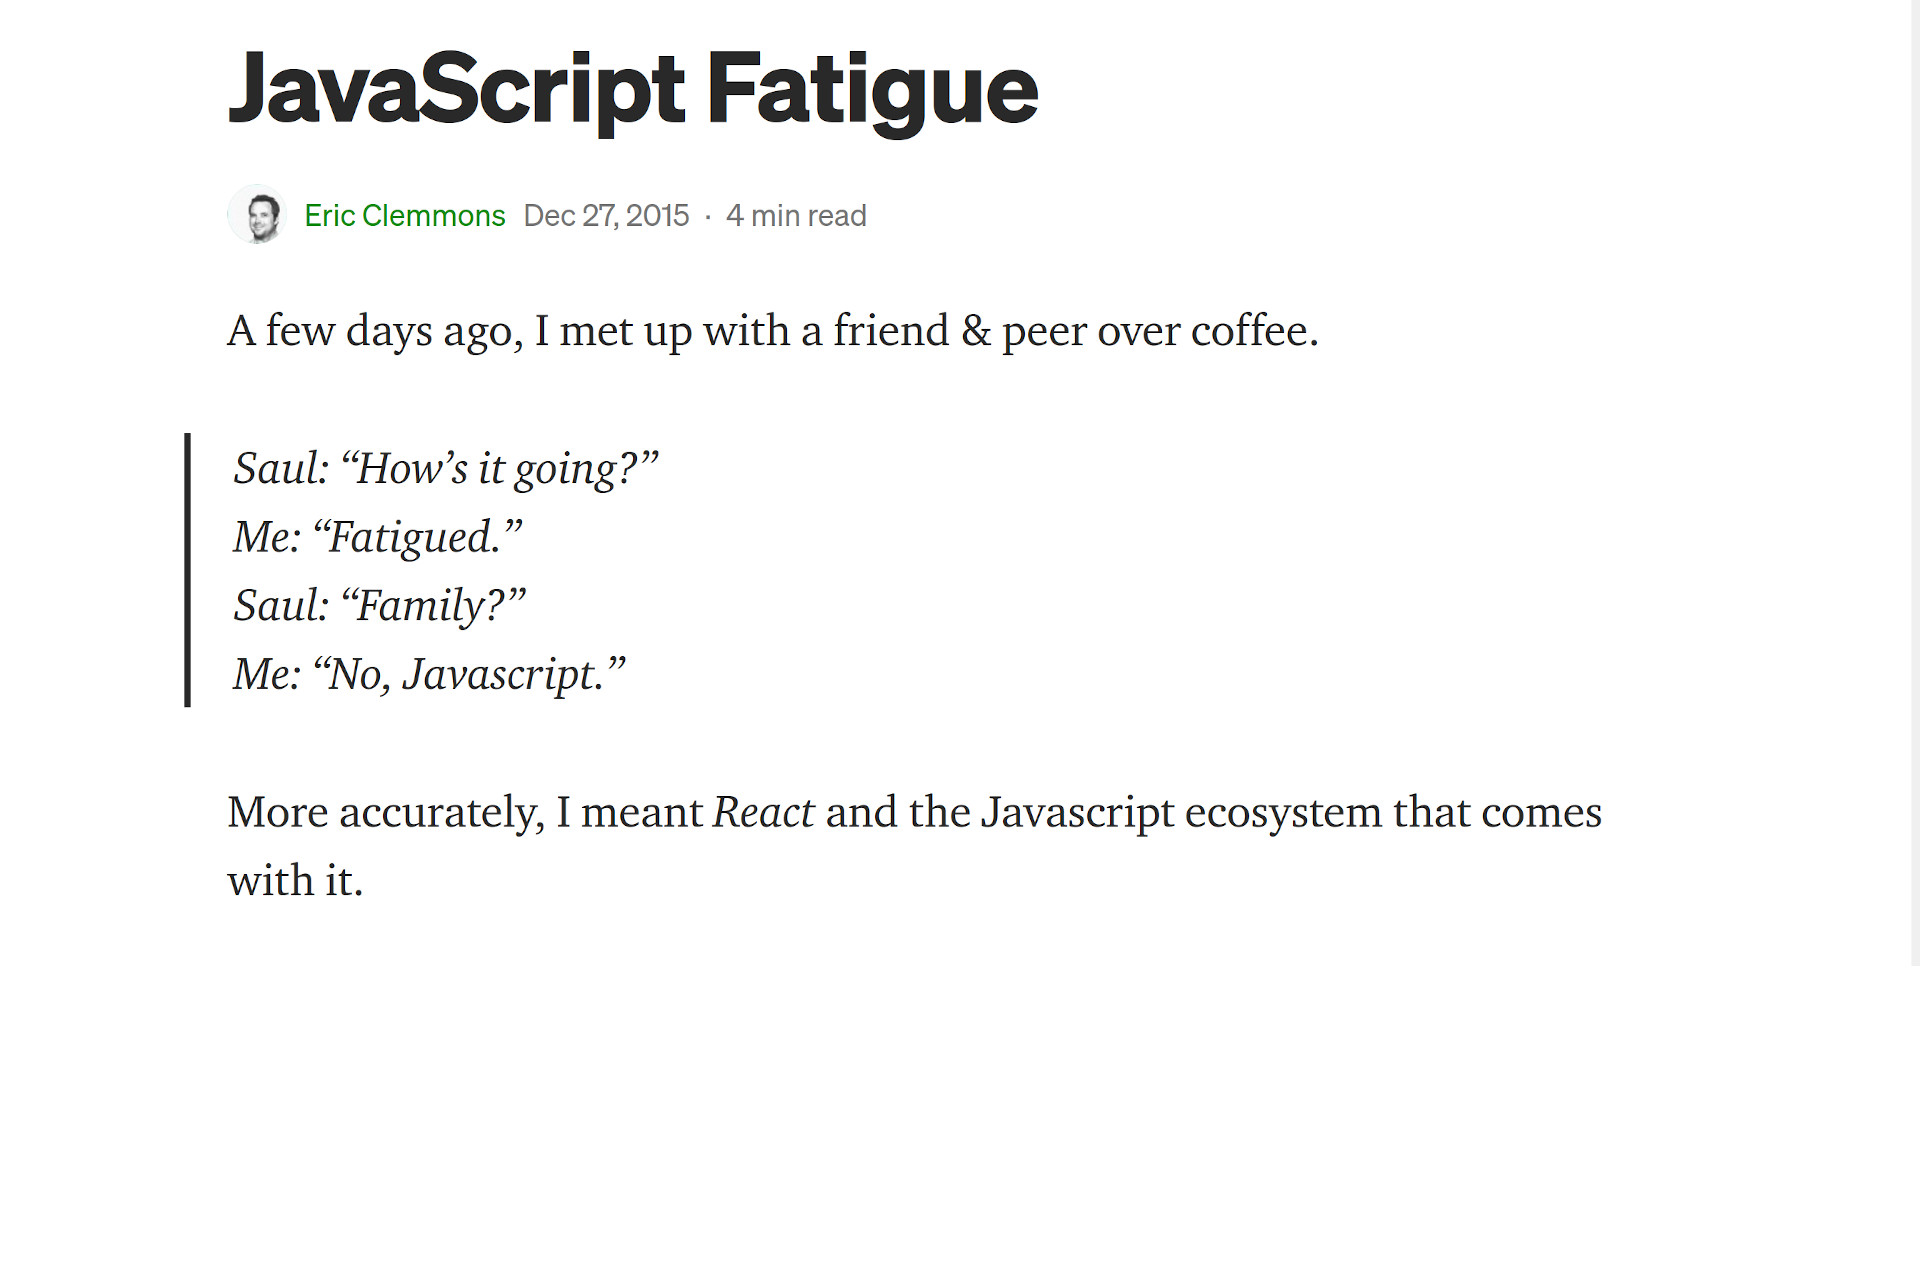 JavaScript Fatigue
Eric Clemmons Dec 27, 2015 · 4 min read
A few days ago, I met up with a friend & peer over coffee.
Saul: “How’s it going?”
Me: “Fatigued.”
Saul: “Family?”
Me: “No, Javascript.”
More accurately, I meant React and the Javascript ecosystem that comes
with it.